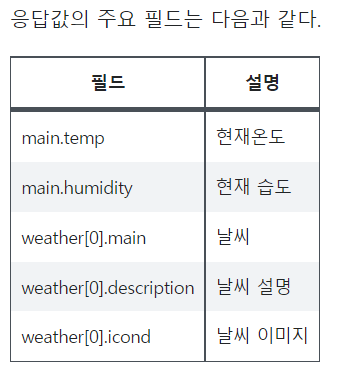 응답값의 주요 필드는 다음과 같다.
필드 설명
main.temp 현재온도
main.humidity 현재 습도
weather[0].main 날씨
weather[0].description 날씨 설명
weather[0].icond 날씨 이미지